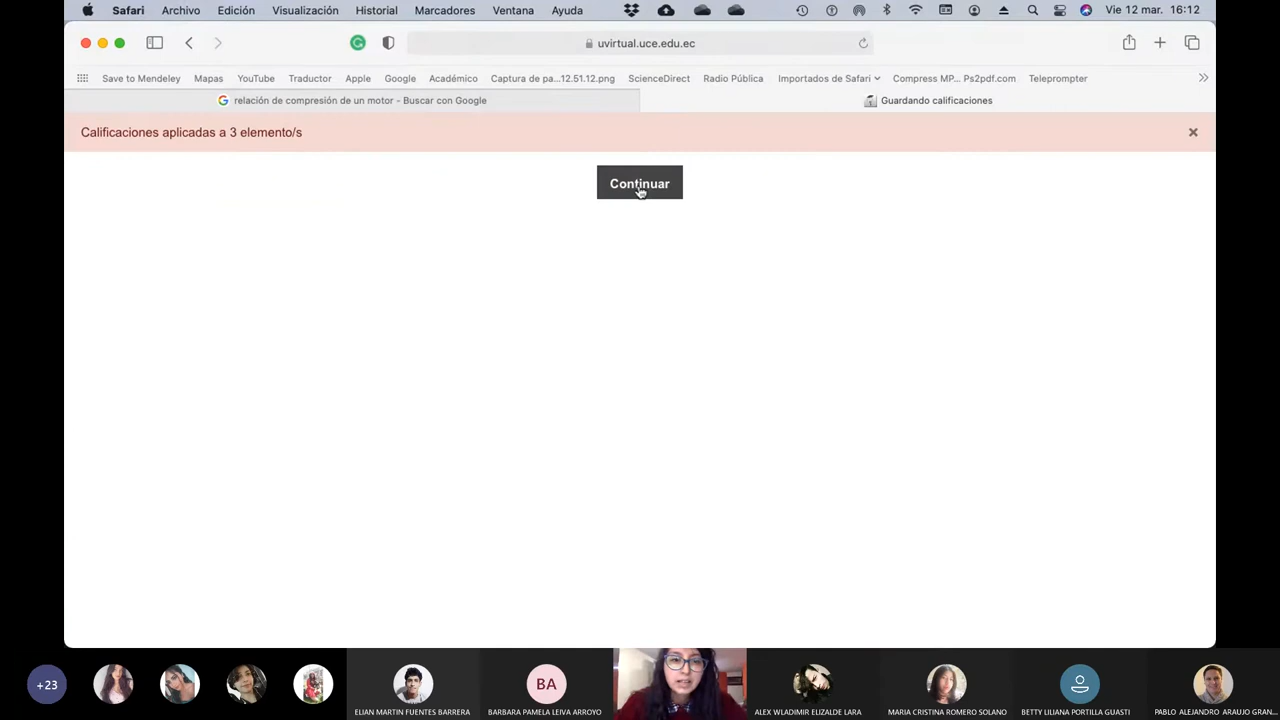 Safari Archivo Edición Visualización Historial Marcadores Ventana Ayuda Vie 12 mar. 16:12
uvirtual.uce.edu.ec
Save to Mendeley Mapas YouTube Traductor Apple Google Académico Captura de pa...12.51.12.png ScienceDirect Radio Pública Importados de Safari Compress MP... Ps2pdf.com Teleprompter
relación de compresión de un motor - Buscar con Google Guardando calificaciones
Calificaciones aplicadas a 3 elemento/s
Continuar
+23 BA
ELIAN MARTIN FUENTES BARRERA BARBARA PAMELA LEIVA ARROYO ALEX WLADIMIR ELIZALDE LARA MARIA CRISTINA ROMERO SOLANO BETTY LILIANA PORTILLA GUASTI PABLO ALEJANDRO ARAUJO GRAN...